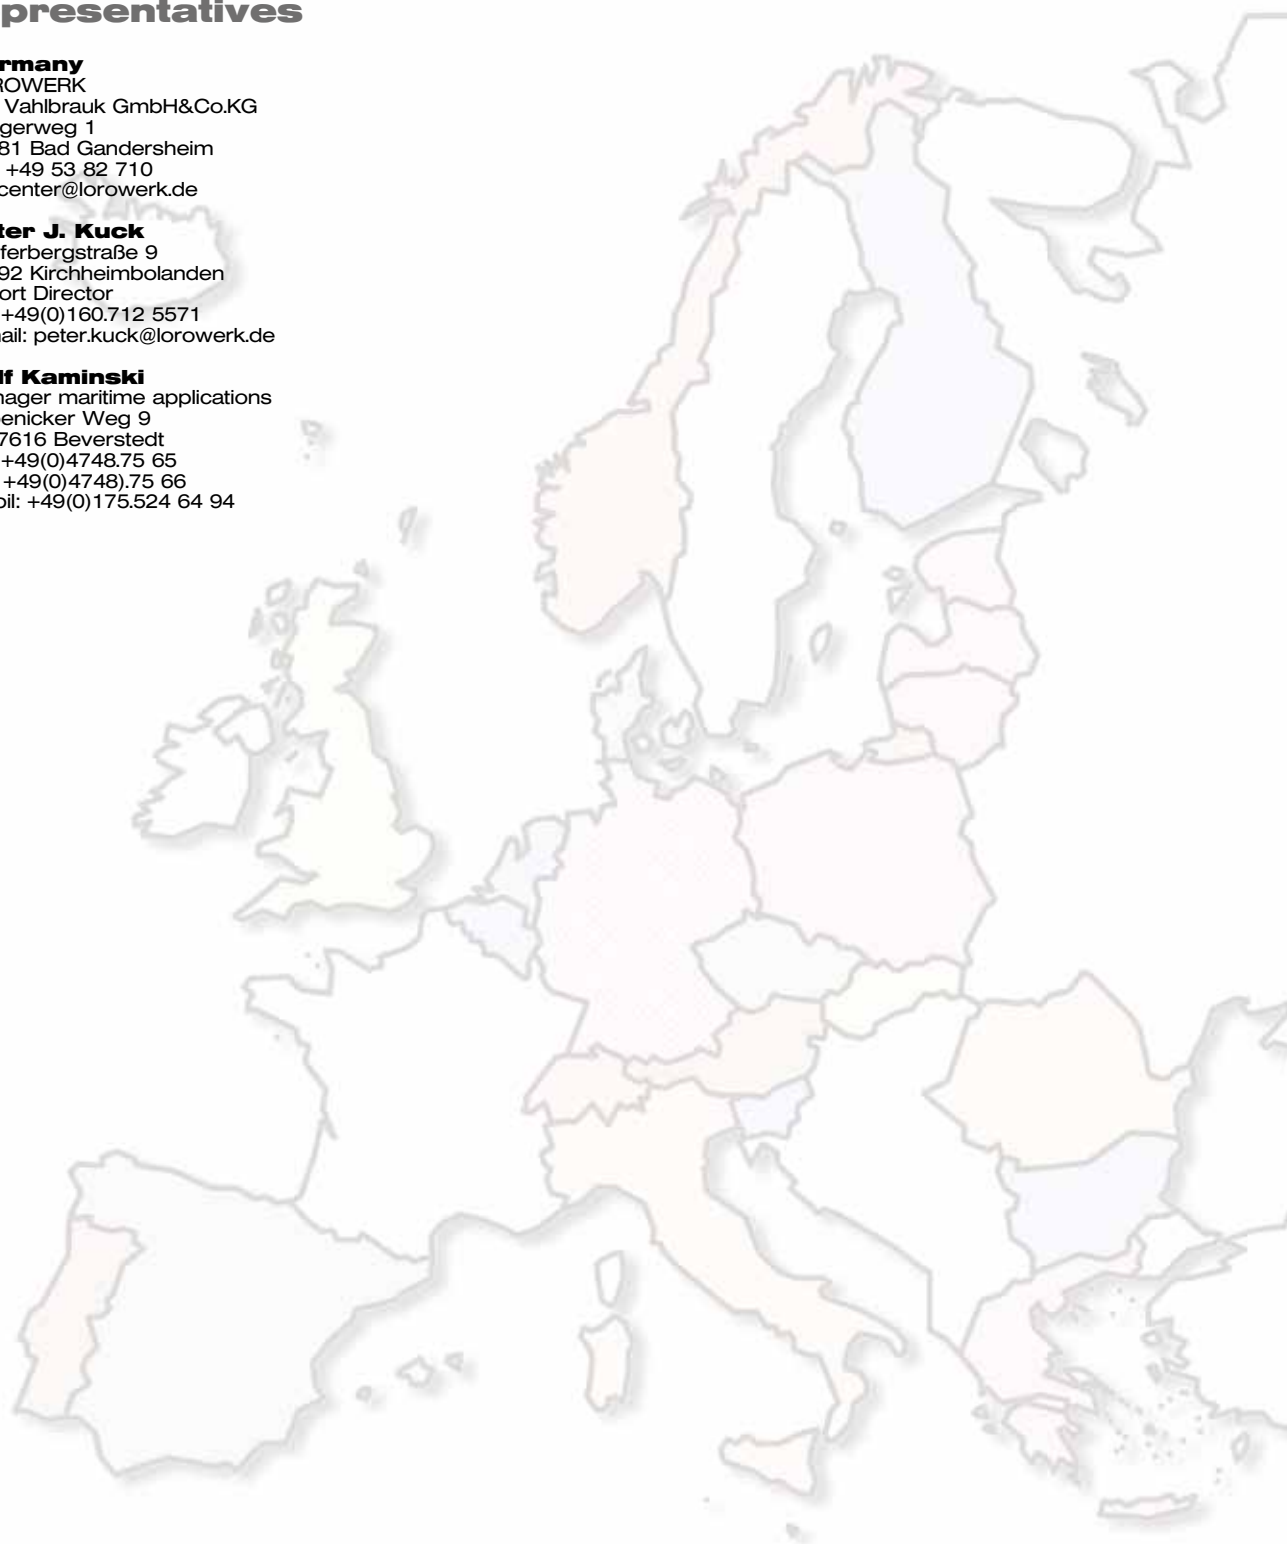 presentatives
rmany
ROWERK
Vahlbrauk GmbH&Co.KG
gerweg 1
81 Bad Gandersheim
+49 53 82 710
center@lorowerk.de
ter J. Kuck
ferbergstraße 9
92 Kirchheimbolanden
ort Director
+49(0)160.712 5571
ail: peter.kuck@lorowerk.de
lf Kaminski
nager maritime applications
enicker Weg 9
7616 Beverstedt
+49(0)4748.75 65
+49(0)4748).75 66
bil: +49(0)175.524 64 94